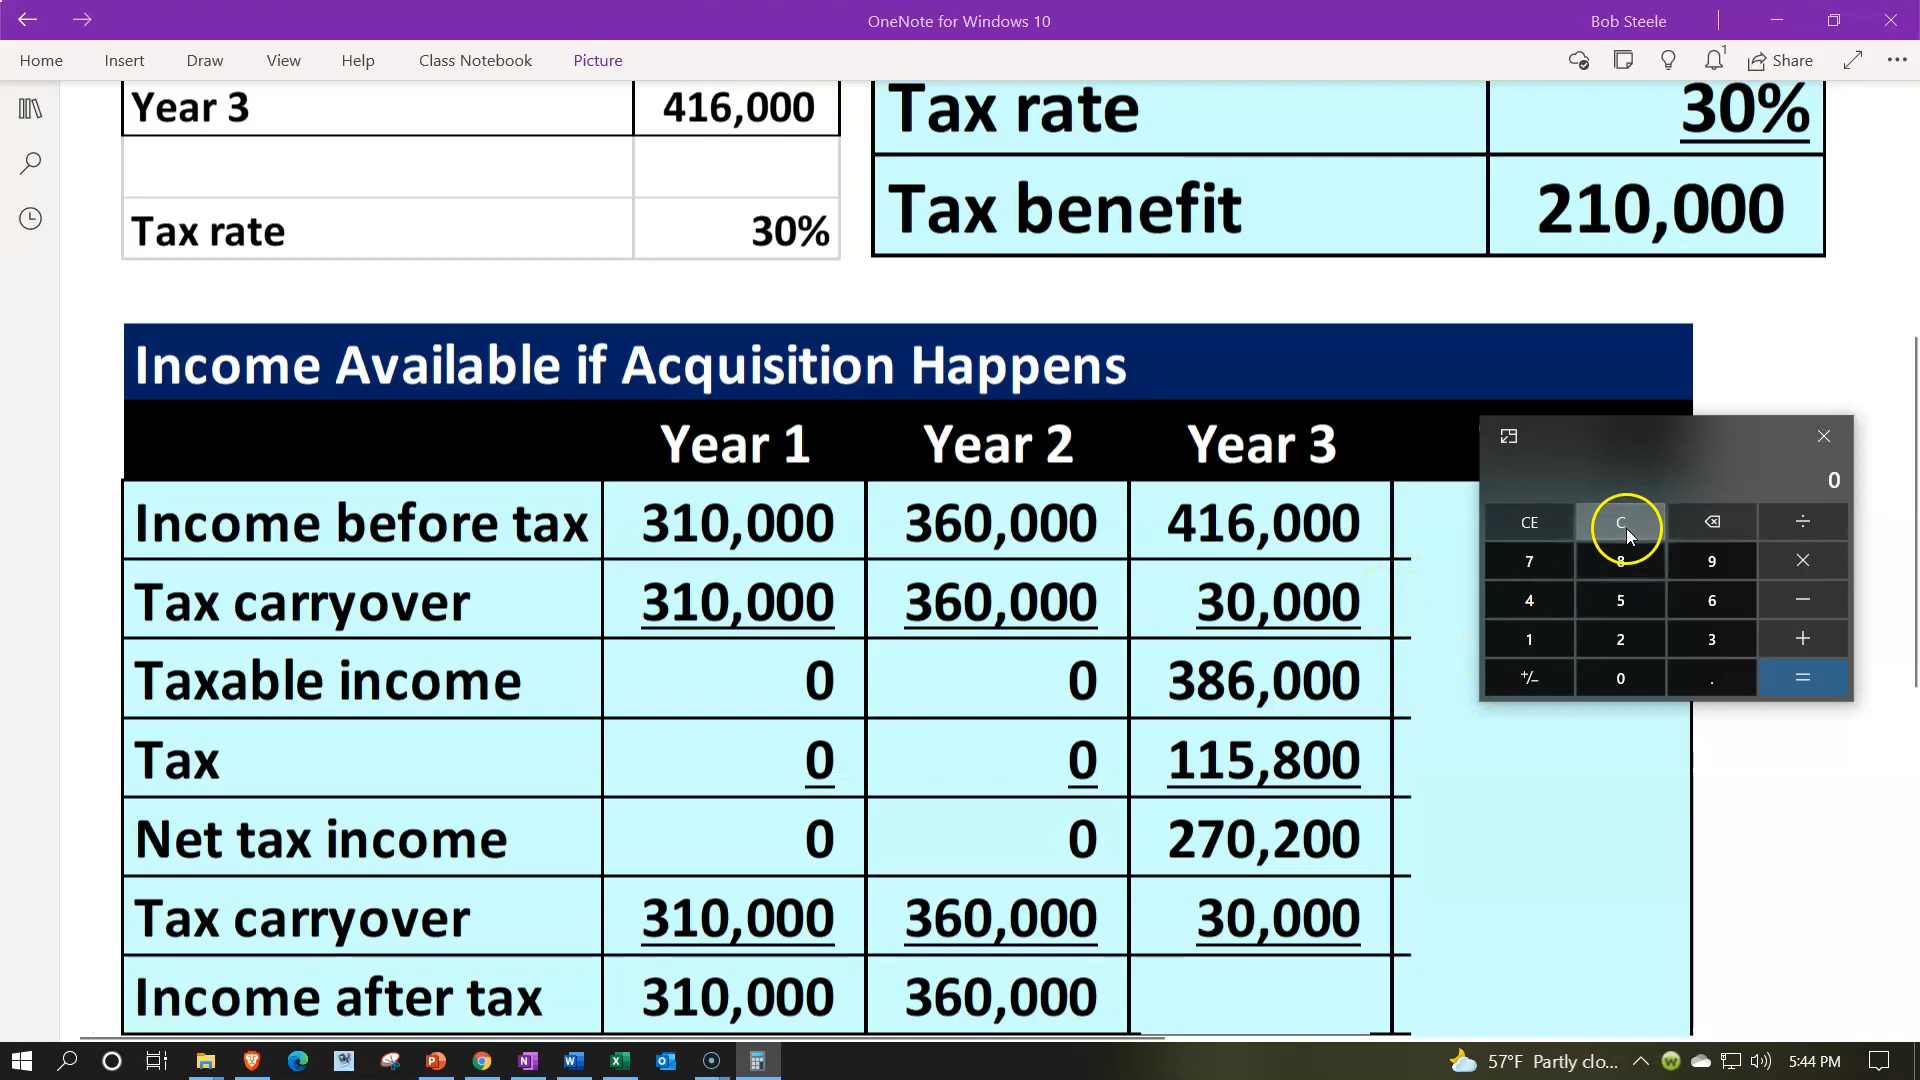 OneNote for Windows 10
Bob Steele
Home Insert Draw View Help Class Notebook Picture
1
Share
Year 3 416,000
Tax rate 30%
Tax rate 30%
Tax benefit 210,000
Income Available if Acquisition Happens
Year 1 Year 2 Year 3
Income before tax 310,000 360,000 416,000
Tax carryover 310,000 360,000 30,000
Taxable income 0 0 386,000
Tax 0 0 115,800
Net tax income 0 0 270,200
Tax carryover 310,000 360,000 30,000
Income after tax 310,000 360,000
0
CE C ÷
7 8 9 ×
4 5 6 −
1 2 3 +
+/− 0 . =
57°F Partly clo...
5:44 PM